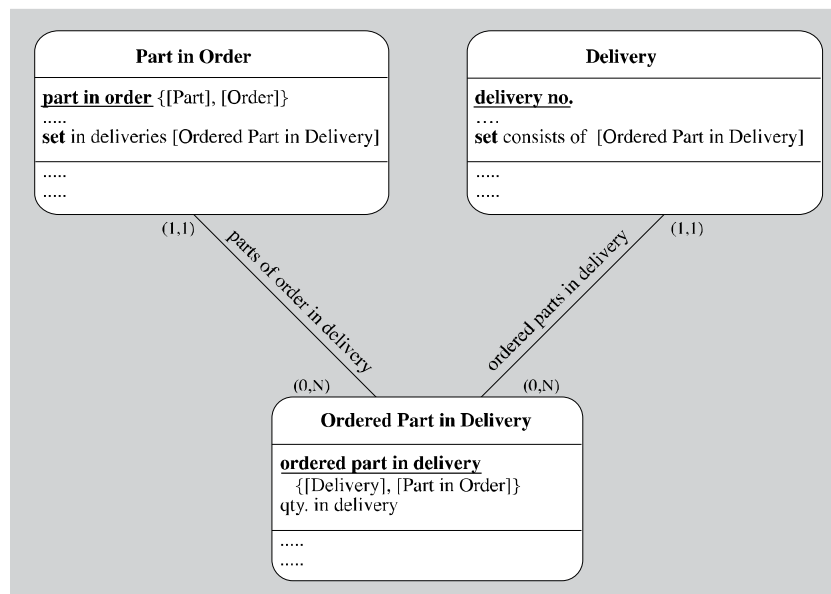 Part in Order
part in order {[Part], [Order]}
.....
set in deliveries [Ordered Part in Delivery]
.....
.....
Delivery
delivery no.
....
set consists of [Ordered Part in Delivery]
.....
.....
(1,1)
(1,1)
parts of order in delivery
ordered parts in delivery
(0,N)
(0,N)
Ordered Part in Delivery
ordered part in delivery
{[Delivery], [Part in Order]}
qty. in delivery
.....
.....